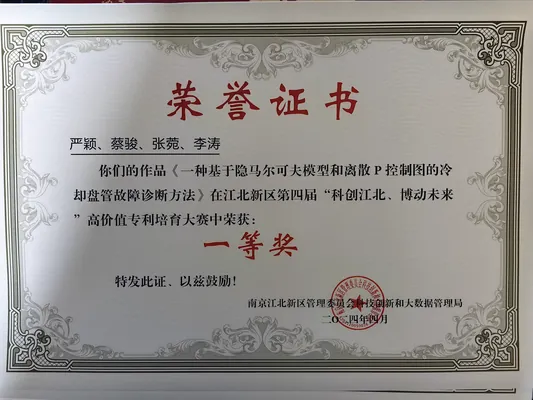 荣誉证书
严颖、蔡骏、张菀、李涛
你们的作品《一种基于隐马尔可夫模型和离散P控制图的冷
却盘管故障诊断方法》在江北新区第四届“科创江北、博动未来
”高价值专利培育大赛中荣获：
一等奖
特发此证、以兹鼓励！
南京江北新区管理委员会科技创新和大数据管理局
二〇二四年四月